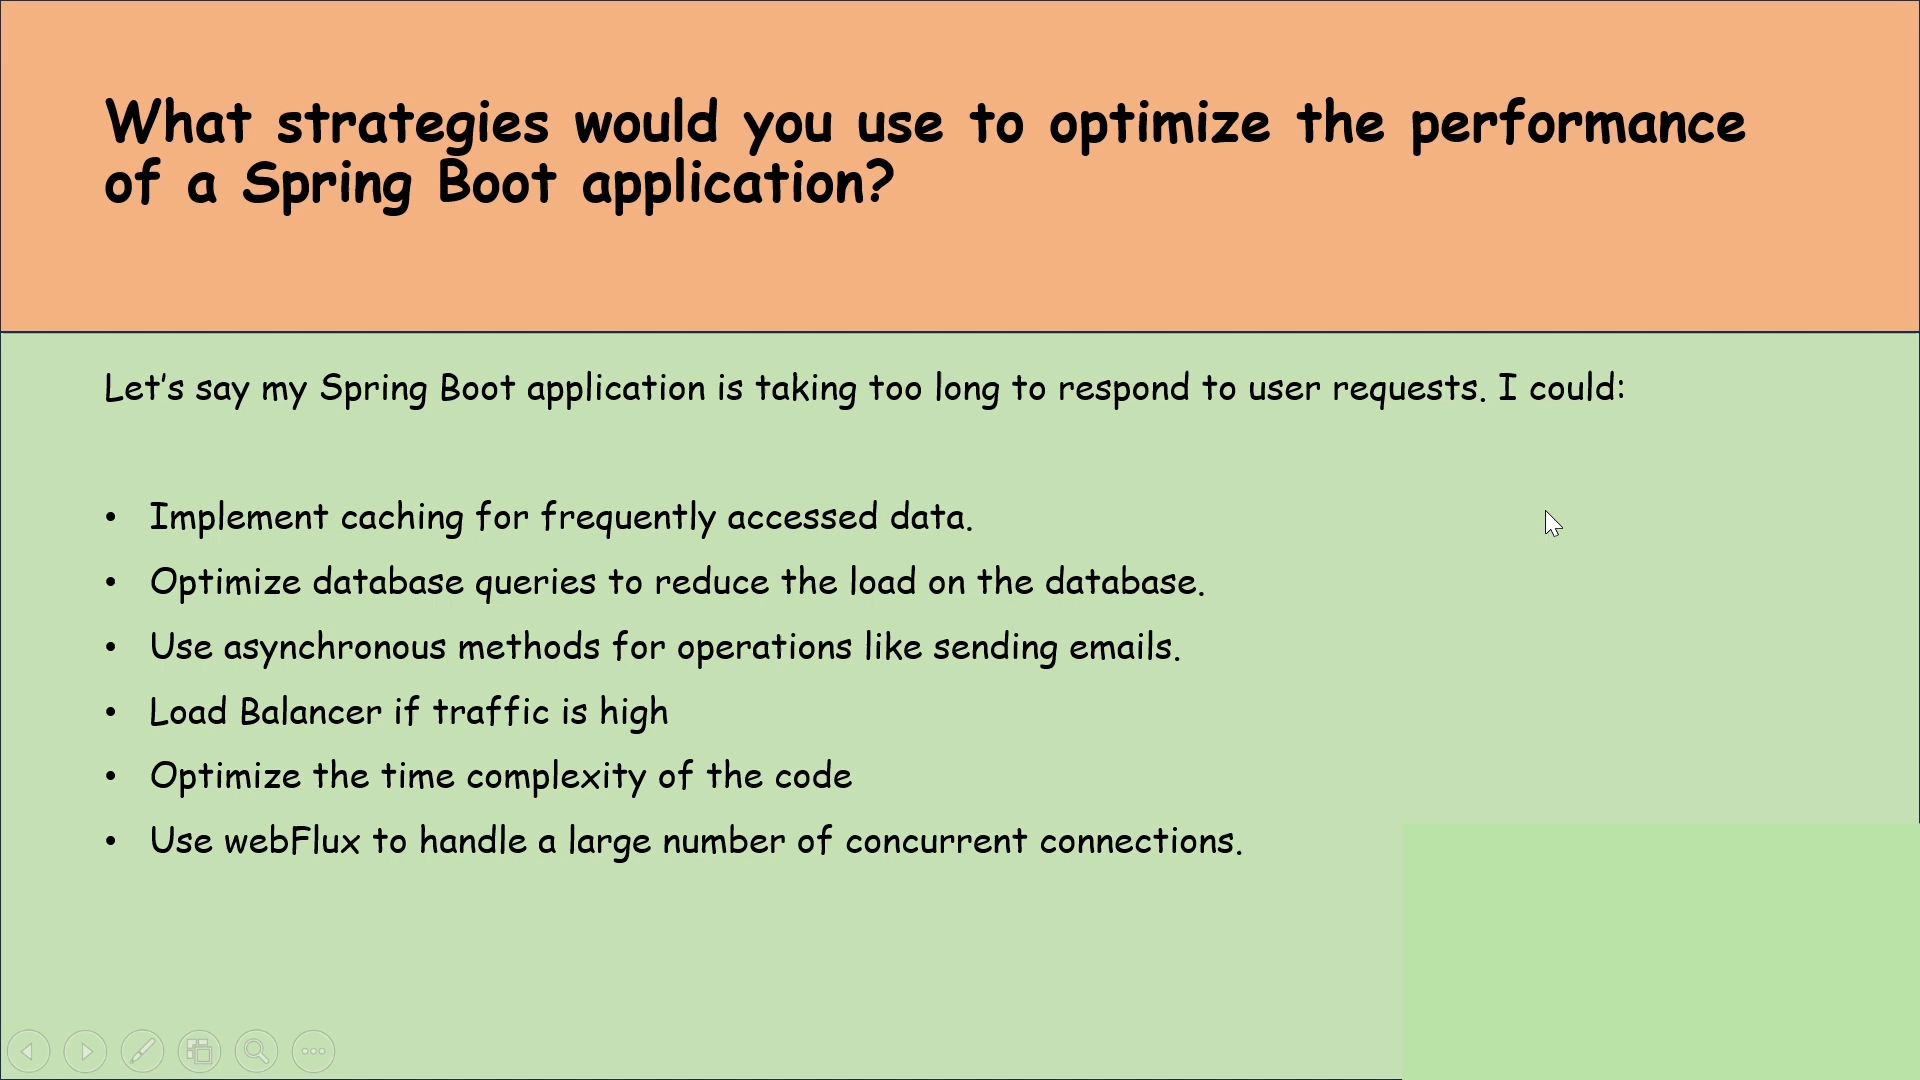 What strategies would you use to optimize the performance
of a Spring Boot application?
Let's say my Spring Boot application is taking too long to respond to user requests. I could:
• Implement caching for frequently accessed data.
• Optimize database queries to reduce the load on the database.
• Use asynchronous methods for operations like sending emails.
• Load Balancer if traffic is high
• Optimize the time complexity of the code
• Use webFlux to handle a large number of concurrent connections.